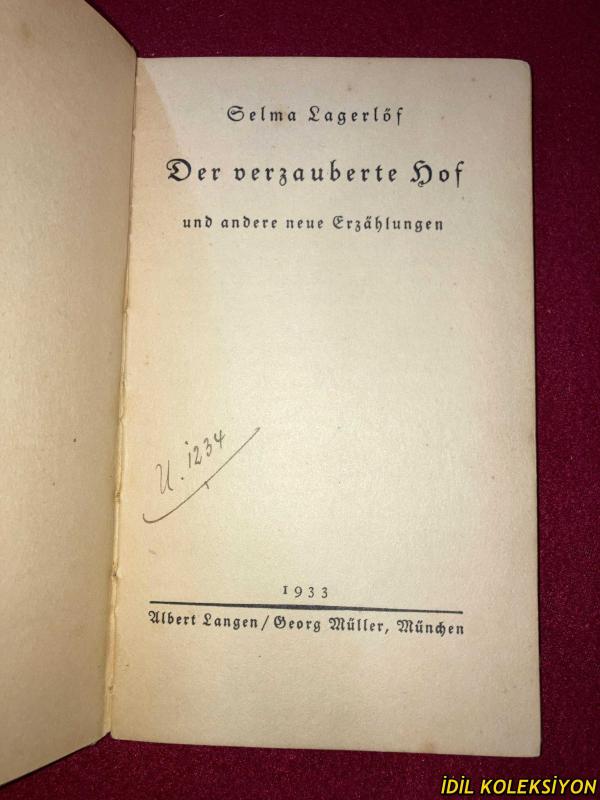 Selma Lagerlöf
Der verzauberte Hof
und andere neue Erzählungen
U. 1234
1933
Albert Langen / Georg Müller, München
İDİL KOLEKSİYON